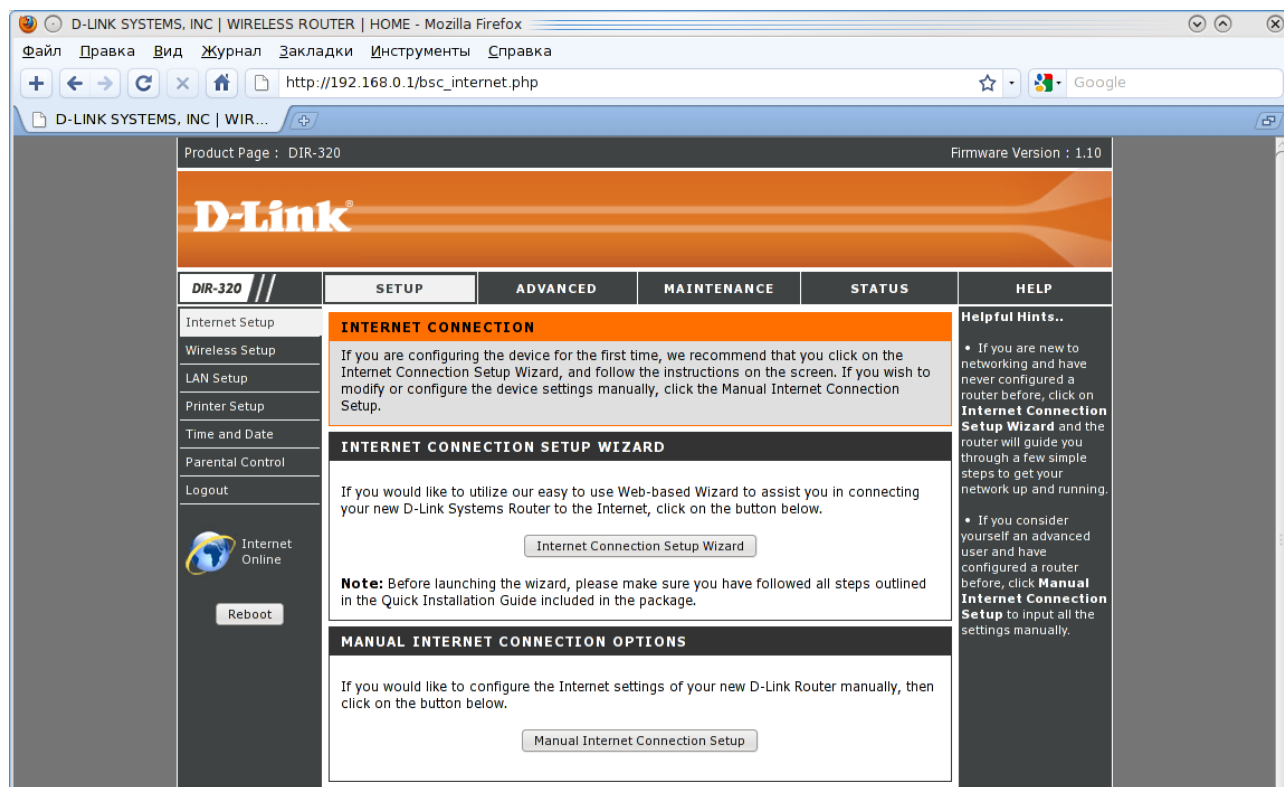 D-LINK SYSTEMS, INC | WIRELESS ROUTER | HOME - Mozilla Firefox
Файл Правка Вид Журнал Закладки Инструменты Справка
http://192.168.0.1/bsc_internet.php
Google
D-LINK SYSTEMS, INC | WIR...
Product Page : DIR-320
Firmware Version : 1.10
D-Link®
DIR-320
SETUP
ADVANCED
MAINTENANCE
STATUS
HELP
Internet Setup
Wireless Setup
LAN Setup
Printer Setup
Time and Date
Parental Control
Logout
Internet
Online
Reboot
INTERNET CONNECTION
If you are configuring the device for the first time, we recommend that you click on the
Internet Connection Setup Wizard, and follow the instructions on the screen. If you wish to
modify or configure the device settings manually, click the Manual Internet Connection
Setup.
INTERNET CONNECTION SETUP WIZARD
If you would like to utilize our easy to use Web-based Wizard to assist you in connecting
your new D-Link Systems Router to the Internet, click on the button below.
Internet Connection Setup Wizard
Note: Before launching the wizard, please make sure you have followed all steps outlined
in the Quick Installation Guide included in the package.
MANUAL INTERNET CONNECTION OPTIONS
If you would like to configure the Internet settings of your new D-Link Router manually, then
click on the button below.
Manual Internet Connection Setup
Helpful Hints..
• If you are new to
networking and have
never configured a
router before, click on
Internet Connection
Setup Wizard and the
router will guide you
through a few simple
steps to get your
network up and running.
• If you consider
yourself an advanced
user and have
configured a router
before, click Manual
Internet Connection
Setup to input all the
settings manually.